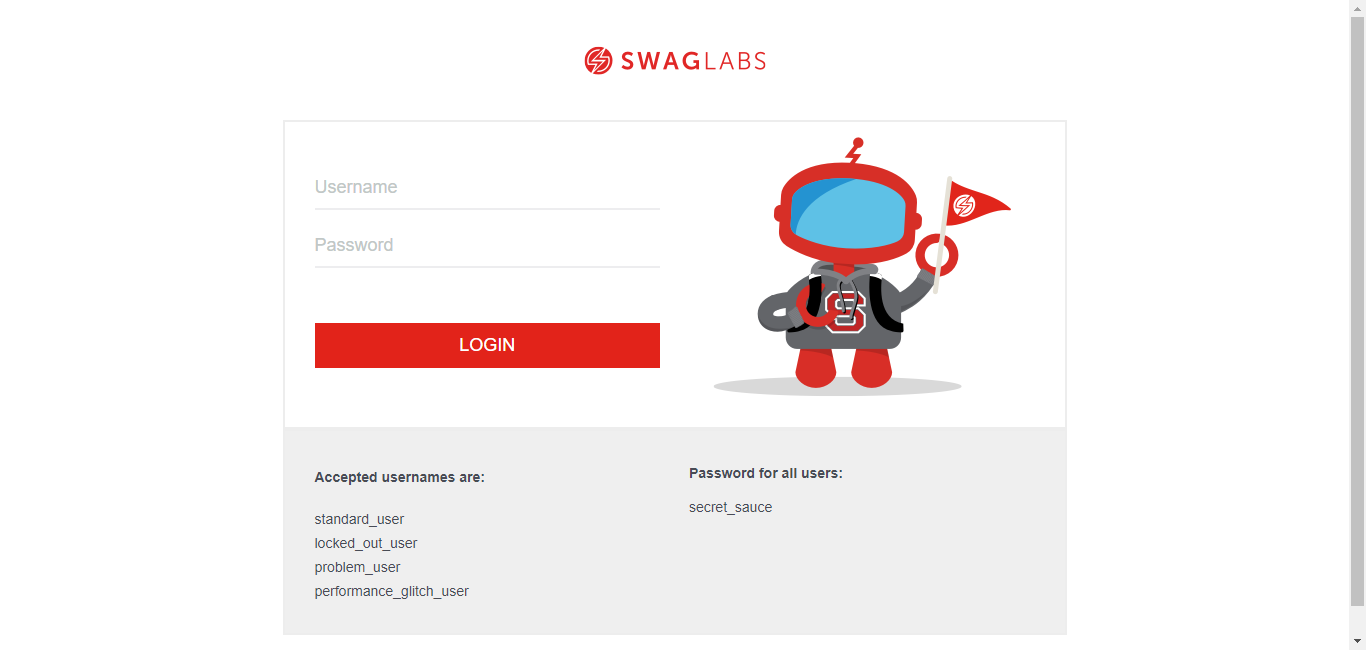 SWAGLABS
Username
Password
LOGIN
S
Accepted usernames are:
standard_user
locked_out_user
problem_user
performance_glitch_user
Password for all users:
secret_sauce